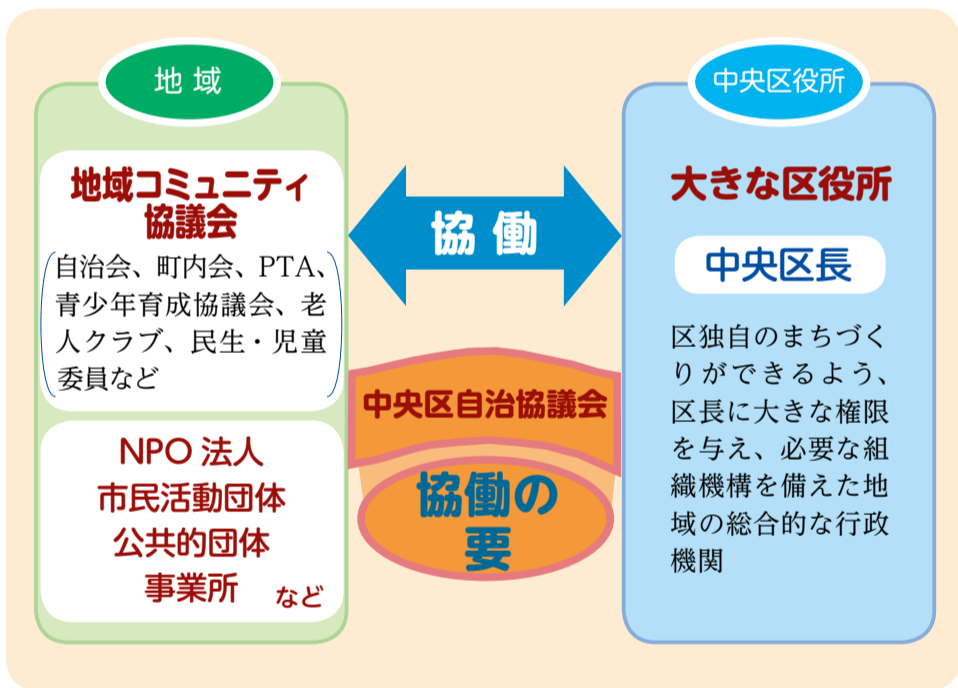 地域
地域コミュニティ
協議会
自治会、町内会、PTA、
青少年育成協議会、老
人クラブ、民生・児童
委員など
NPO 法人
市民活動団体
公共的団体
事業所 など
協働
中央区自治協議会
協働の
要
中央区役所
大きな区役所
中央区長
区独自のまちづく
りができるよう、
区長に大きな権限
を与え、必要な組
織機構を備えた地
域の総合的な行政
機関